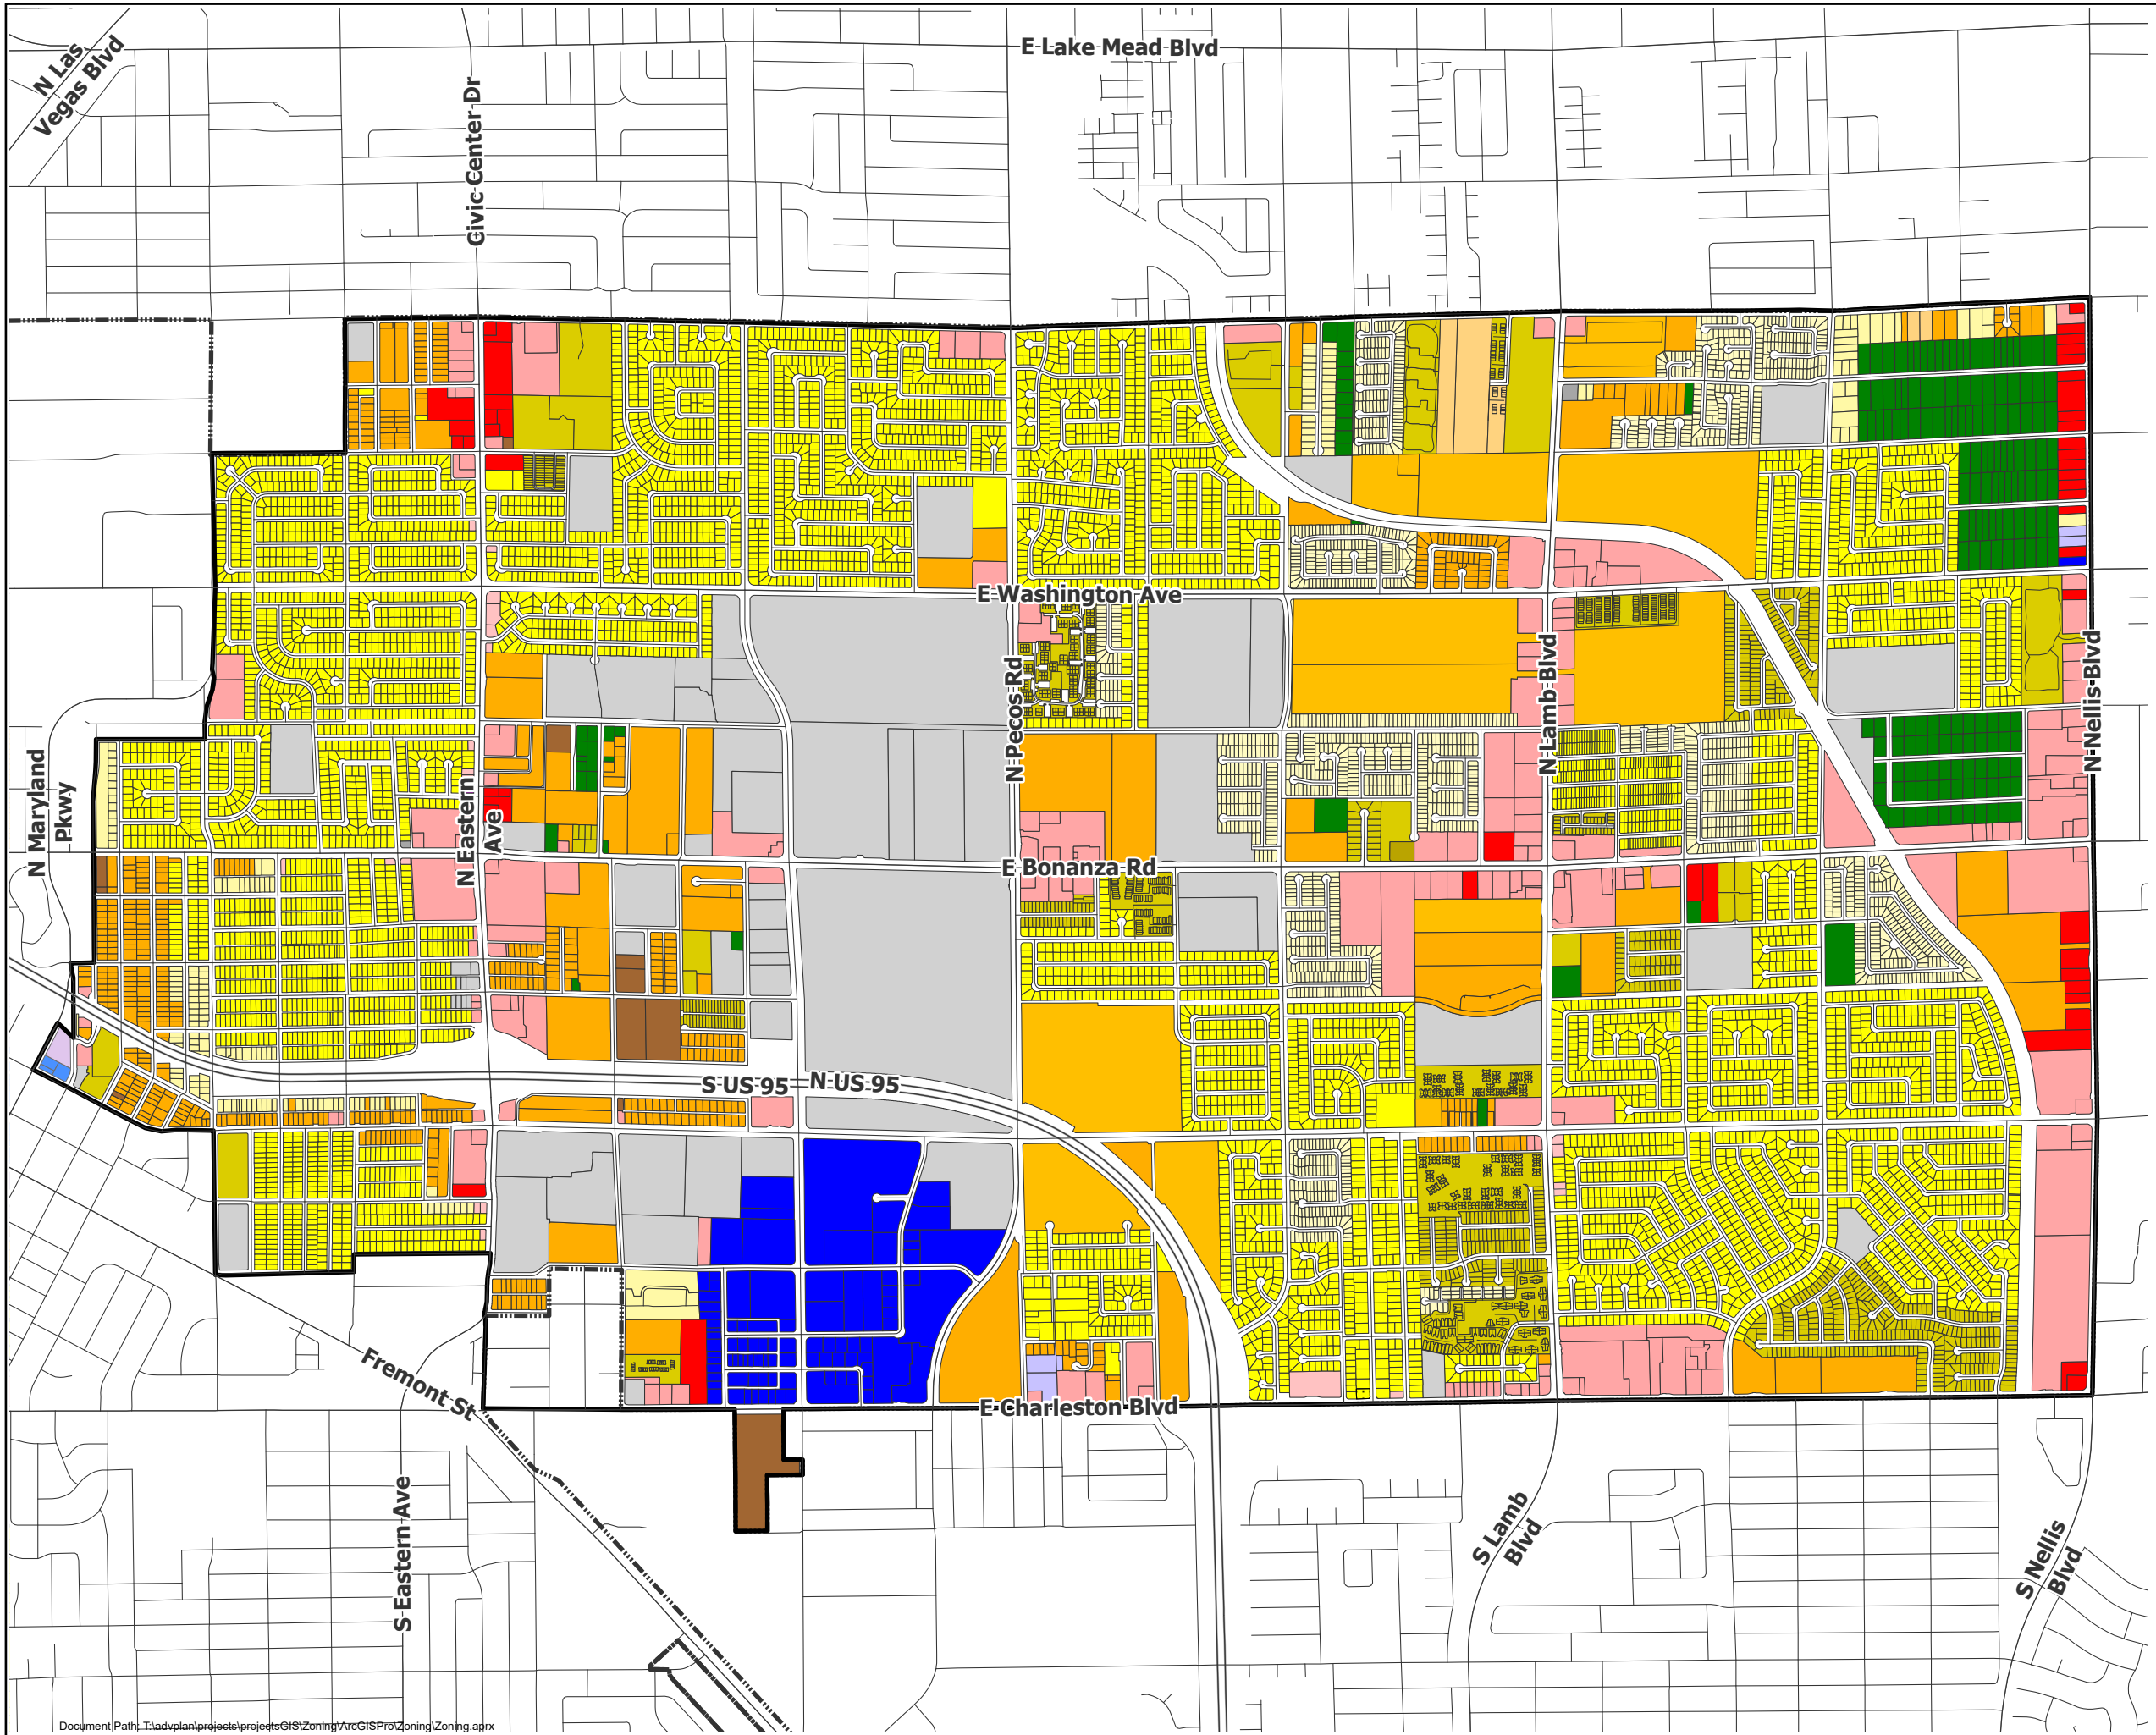 E Lake Mead Blvd
N Las
Vegas Blvd
Civic Center Dr
E Washington Ave
N Pecos Rd
N Lamb Blvd
N Nellis Blvd
N Maryland
Pkwy
N Eastern
Ave
E Bonanza Rd
S US 95
N US 95
Fremont St
E Charleston Blvd
S Eastern Ave
S Lamb
Blvd
S Nellis
Blvd
Document Path: T:\advplan\projects\projectsGIS\Zoning\ArcGISPro\Zoning\Zoning.aprx